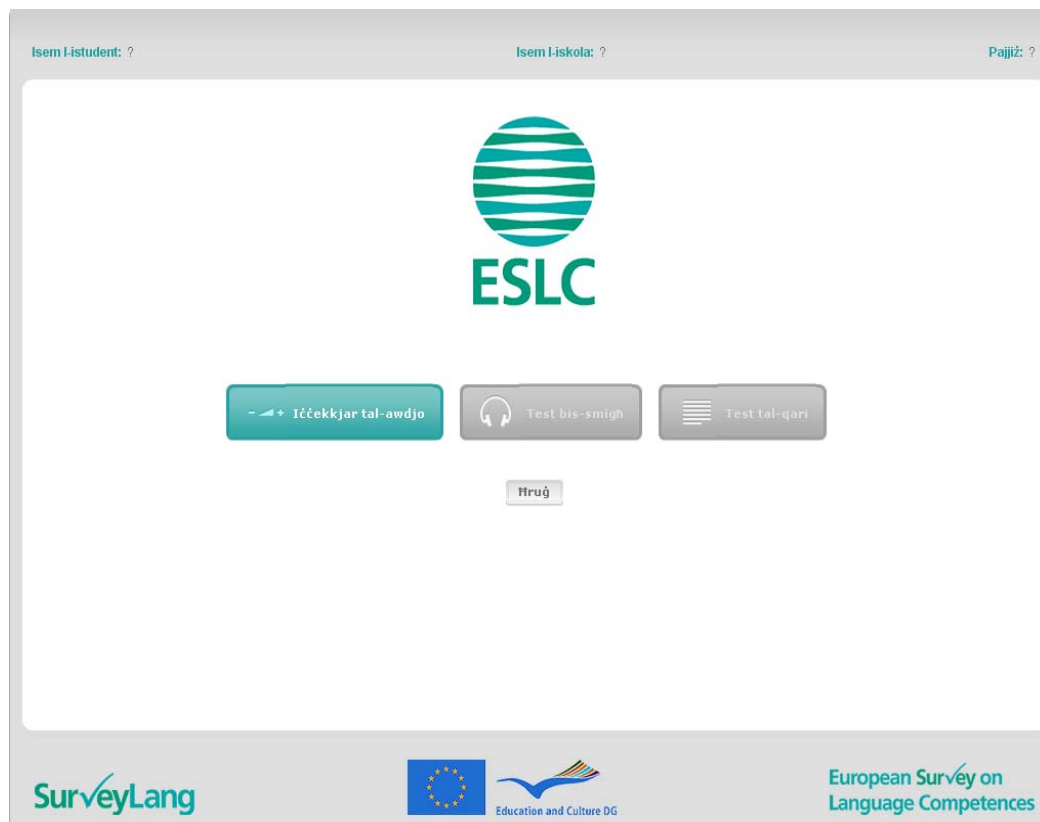 Isem l-istudent: ? Isem l-iskola: ? Pajjiż: ?
ESLC
- + Iċċekkjar tal-awdjo Test bis-smigħ Test tal-qari
Ħruġ
SurveyLang
Education and Culture DG
European Survey on
Language Competences